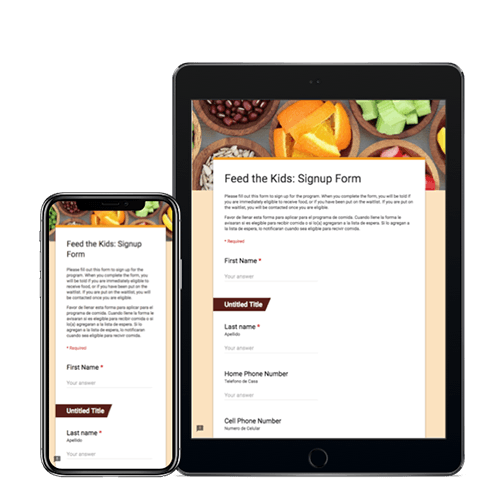 Feed the Kids: Signup Form
Please fill out this form to sign up for the program. When you complete the form, you will be told if
you are immediately eligible to receive food, or if you have been put on the waitlist. If you are put on
the waitlist, you will be contacted once you are eligible.
Favor de llenar esta forma para aplicar para el programa de comida. Cuando llene la forma le
avisaran si es eligible para recibir comida o si lo(a) agregaran a la lista de espera. Si lo agregan a
la lista de espera, lo notificaran cuando sea eligible para recivir comida.
* Required
First Name *
Your answer
Untitled Title
Last name *
Apellido
Your answer
Home Phone Number
Telefono de Casa
Your answer
Cell Phone Number
Numero de Celular
Feed the Kids: Signup
Form
Please fill out this form to sign up for the
program. When you complete the form, you
will be told if you are immediately eligible to
receive food, or if you have been put on the
waitlist. If you are put on the waitlist, you will
be contacted once you are eligible.
Favor de llenar esta forma para aplicar para el
programa de comida. Cuando llene la forma le
avisaran si es eligible para recibir comida o si
lo(a) agregaran a la lista de espera. Si lo
agregan a la lista de espera, lo notificaran
cuando sea eligible para recivir comida.
* Required
First Name *
Your answer
Untitled Title
Last name *
Apellido
Your answer